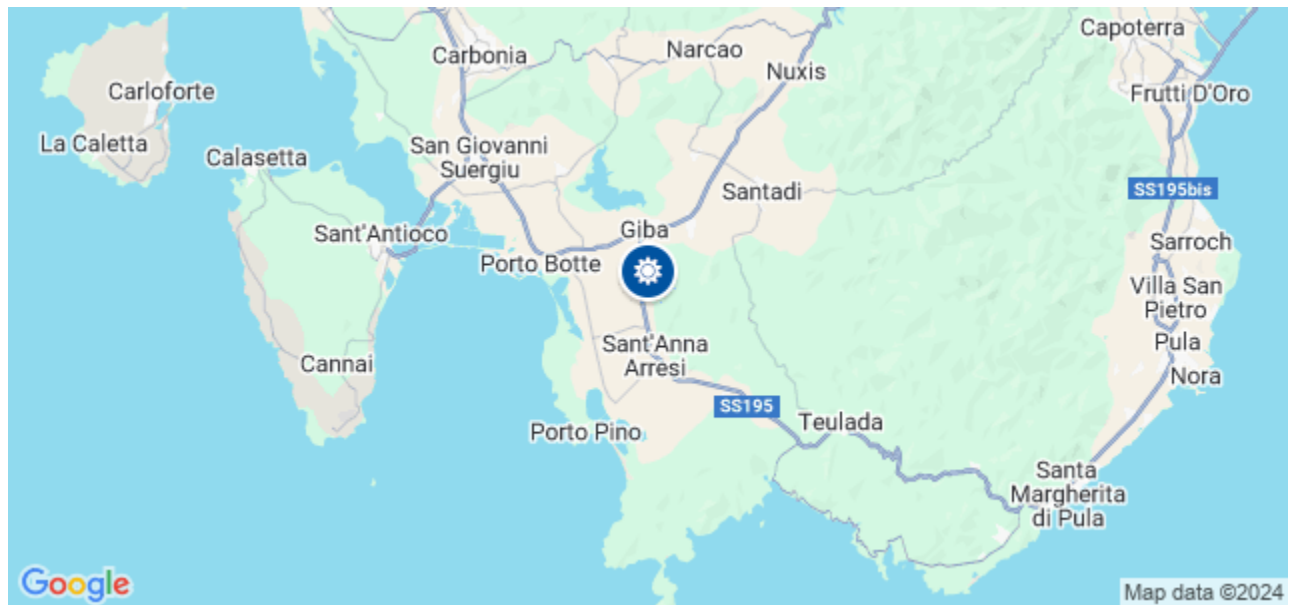 Capoterra
Carbonia
Narcao
Nuxis
Carloforte
Frutti D'Oro
La Caletta
San Giovanni
Suergiu
Calasetta
Santadi
SS195bis
Sant'Antioco
Giba
Sarroch
Porto Botte
Villa San
Pietro
Sant'Anna
Arresi
Pula
Cannai
Nora
SS195
Teulada
Porto Pino
Santa
Margherita
di Pula
Google
Map data ©2024